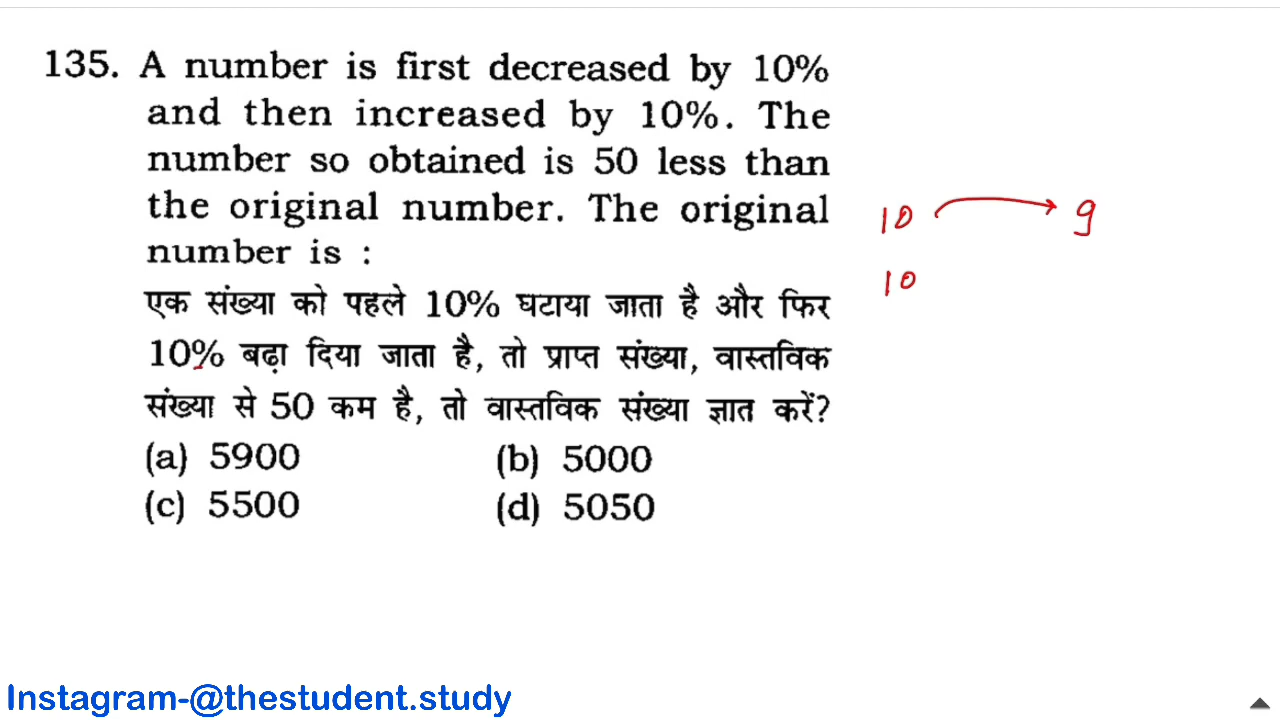 135. A number is first decreased by 10%
and then increased by 10%. The
number so obtained is 50 less than
the original number. The original
number is :
एक संख्या को पहले 10% घटाया जाता है और फिर
10% बढ़ा दिया जाता है, तो प्राप्त संख्या, वास्तविक
संख्या से 50 कम है, तो वास्तविक संख्या ज्ञात करें?
(a) 5900 (b) 5000
(c) 5500 (d) 5050
10 → 9
10
Instagram-@thestudent.study